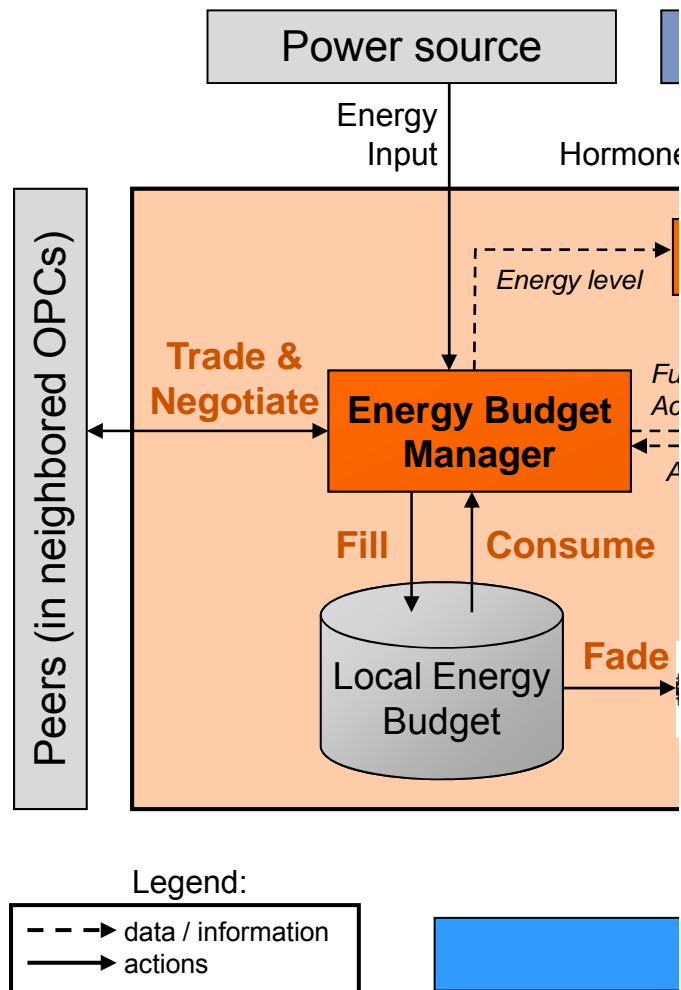 Power source
Energy
Input
Hormone
Peers (in neighbored OPCs)
Energy level
Trade &
Negotiate
Energy Budget
Manager
Fill
Consume
Fade
Local Energy
Budget
Legend:
data / information
actions